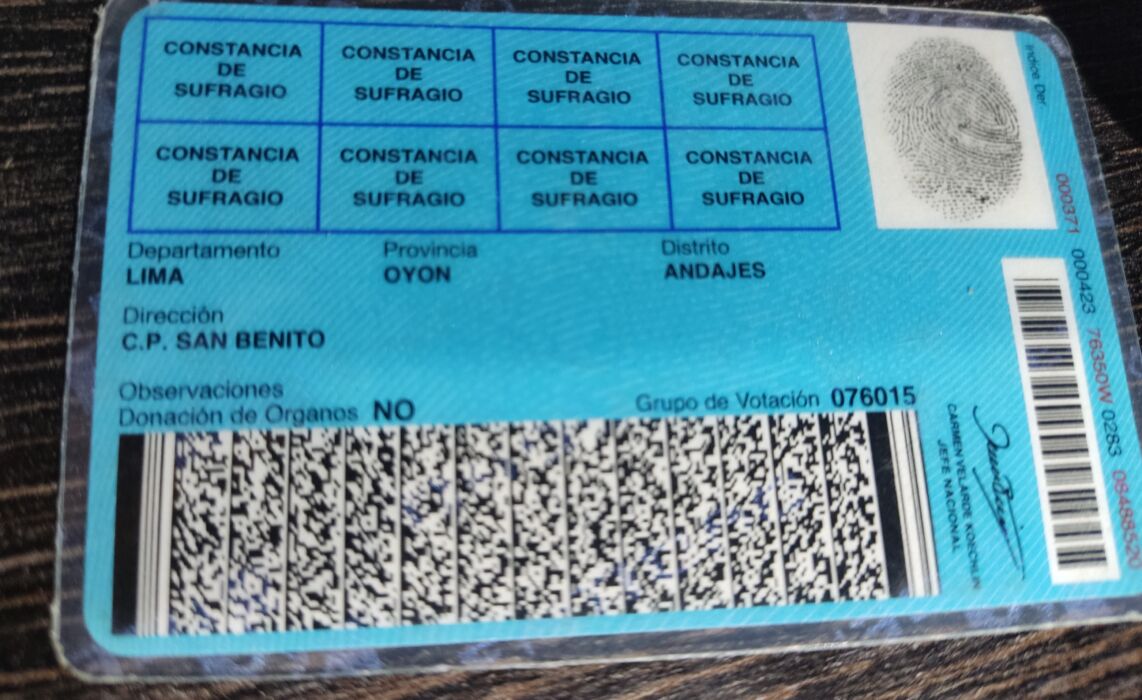 CONSTANCIA
DE
SUFRAGIO
CONSTANCIA
DE
SUFRAGIO
CONSTANCIA
DE
SUFRAGIO
CONSTANCIA
DE
SUFRAGIO
CONSTANCIA
DE
SUFRAGIO
CONSTANCIA
DE
SUFRAGIO
CONSTANCIA
DE
SUFRAGIO
CONSTANCIA
DE
SUFRAGIO
Indice Der.
Departamento Provincia Distrito
LIMA OYON ANDAJES
Dirección
C.P. SAN BENITO
Observaciones
Donación de Organos NO Grupo de Votación 076015
CARMEN VELARDE KOECHLIN
JEFE NACIONAL
000371 000423 76350W 0283